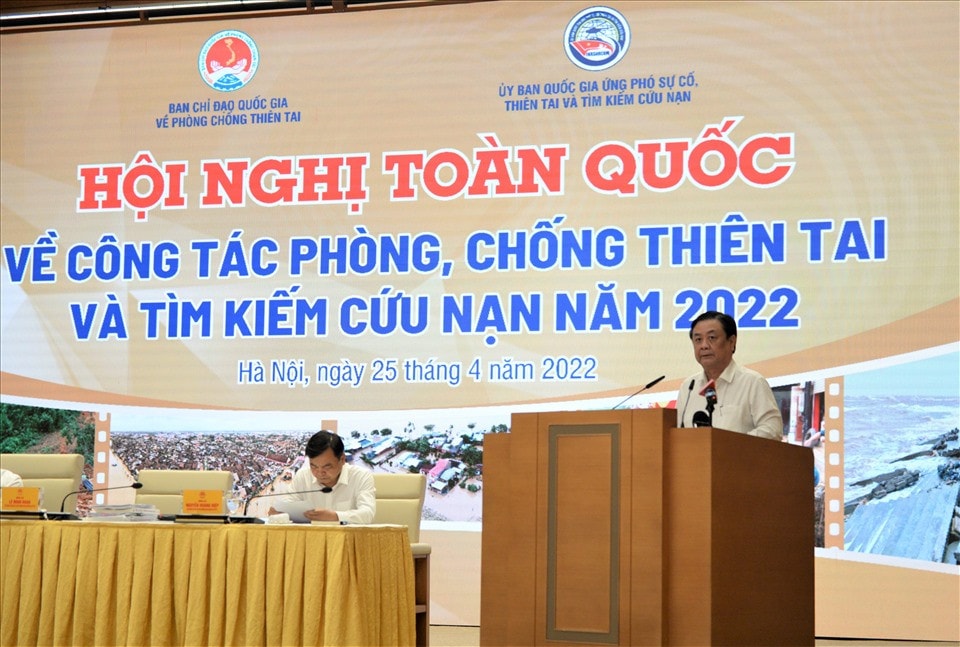 BAN CHỈ ĐẠO QUỐC GIA
VỀ PHÒNG CHỐNG THIÊN TAI
ỦY BAN QUỐC GIA ỨNG PHÓ SỰ CỐ,
THIÊN TAI VÀ TÌM KIẾM CỨU NẠN
HỘI NGHỊ TOÀN QUỐC
VỀ CÔNG TÁC PHÒNG, CHỐNG THIÊN TAI
VÀ TÌM KIẾM CỨU NẠN NĂM 2022
Hà Nội, ngày 25 tháng 4 năm 2022